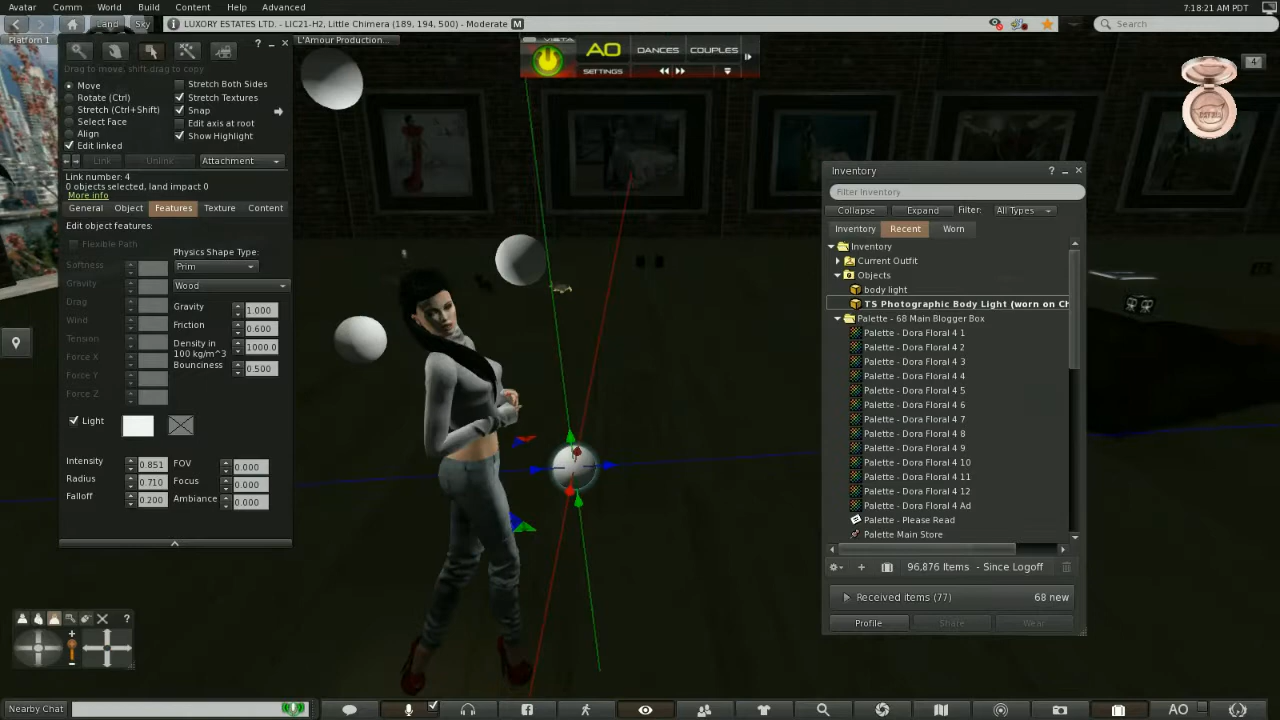 Avatar Comm World Build Content Help Advanced
7:18:21 AM PDT
Land Sky
LUXORY ESTATES LTD. - LIC21-H2, Little Chimera (189, 194, 500) - Moderate M
Search
Platform 1
L'Amour Production...
AO DANCES COUPLES
SETTINGS
4
Drag to move, shift-drag to copy
Move
Rotate (Ctrl)
Stretch (Ctrl+Shift)
Select Face
Align
Edit linked
Stretch Both Sides
Stretch Textures
Snap
Edit axis at root
Show Highlight
Link Unlink Attachment
Link number: 4
0 objects selected, land impact 0
More info
General Object Features Texture Content
Edit object features:
Flexible Path
Softness
Gravity
Drag
Wind
Tension
Force X
Force Y
Force Z
Physics Shape Type:
Prim
Wood
Gravity 1.000
Friction 0.600
Density in
100 kg/m^3 1000.0
Bounciness 0.500
Light
Intensity 0.851 FOV 0.000
Radius 0.710 Focus 0.000
Falloff 0.200 Ambiance 0.000
Inventory
Filter Inventory
Collapse Expand Filter: All Types
Inventory Recent Worn
Inventory
Current Outfit
Objects
body light
TS Photographic Body Light (worn on Ch
Palette - 68 Main Blogger Box
Palette - Dora Floral 4 1
Palette - Dora Floral 4 2
Palette - Dora Floral 4 3
Palette - Dora Floral 4 4
Palette - Dora Floral 4 5
Palette - Dora Floral 4 6
Palette - Dora Floral 4 7
Palette - Dora Floral 4 8
Palette - Dora Floral 4 9
Palette - Dora Floral 4 10
Palette - Dora Floral 4 11
Palette - Dora Floral 4 12
Palette - Dora Floral 4 Ad
Palette - Please Read
Palette Main Store
96,876 Items - Since Logoff
Received items (77) 68 new
Profile Share Wear
Nearby Chat
AO